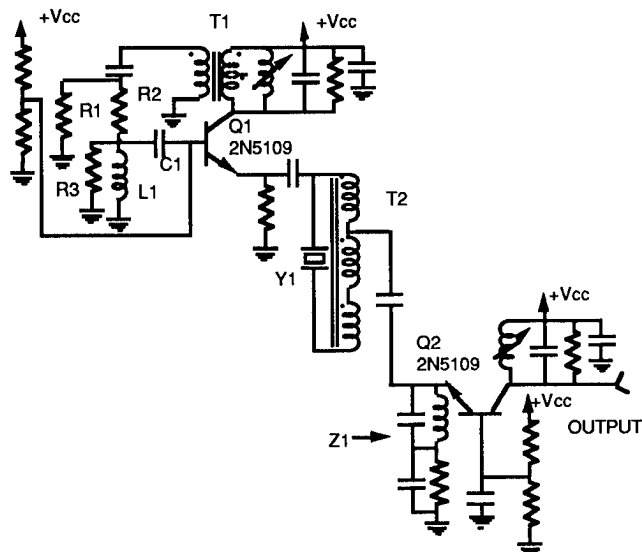 +Vcc
T1
+Vcc
R2
R1
Q1
2N5109
C1
R3
L1
T2
Y1
+Vcc
Q2
2N5109
+Vcc
OUTPUT
Z1